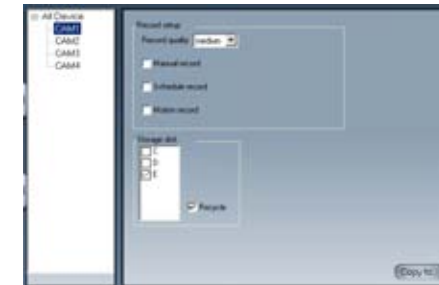 All Device
CAM1
CAM2
CAM3
CAM4
Record setup
Record quality medium
Manual record
Schedule record
Motion record
Storage disk
C
D
E
Recycle
Copy to